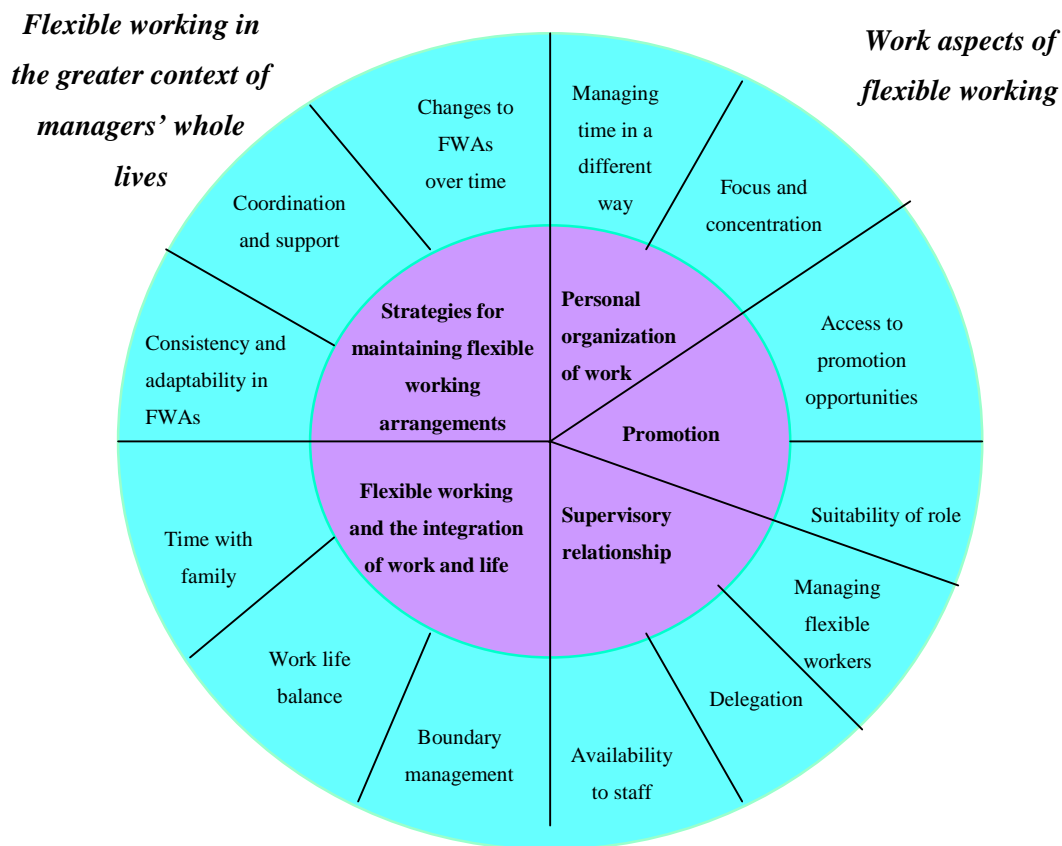 Flexible working in
the greater context of
managers’ whole
lives
Work aspects of
flexible working
Changes to
FWAs
over time
Managing
time in a
different
way
Focus and
concentration
Coordination
and support
Consistency and
adaptability in
FWAs
Access to
promotion
opportunities
Strategies for
maintaining flexible
working
arrangements
Personal
organization
of work
Promotion
Flexible working
and the integration
of work and life
Supervisory
relationship
Suitability of role
Time with
family
Managing
flexible
workers
Work life
balance
Delegation
Boundary
management
Availability
to staff